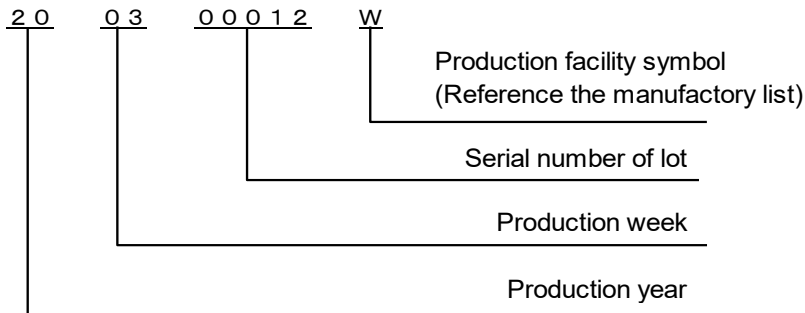 ２０ ０３ ０００１２ W
Production facility symbol
(Reference the manufactory list)
Serial number of lot
Production week
Production year